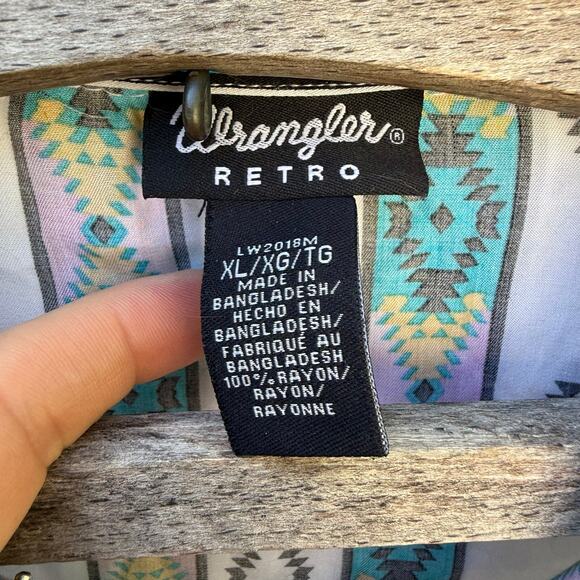 Wrangler®
RETRO
LW2018M
XL/XG/TG
MADE IN
BANGLADESH/
HECHO EN
BANGLADESH/
FABRIQUÉ AU
BANGLADESH
100% RAYON/
RAYON/
RAYONNE